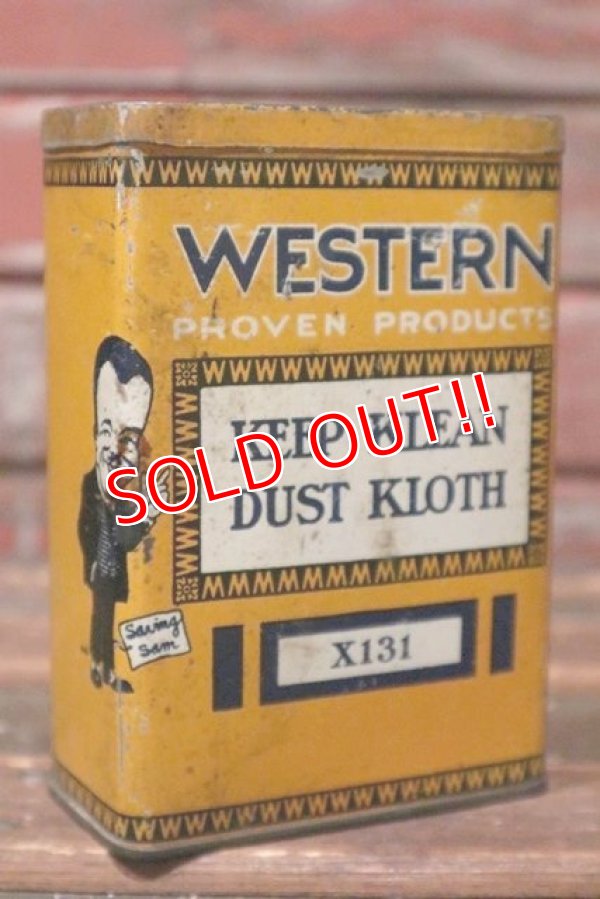 WESTERN
PROVEN PRODUCTS
KEEP KLEAN
DUST KLOTH
SOLD OUT!!
Saving
Sam
X131